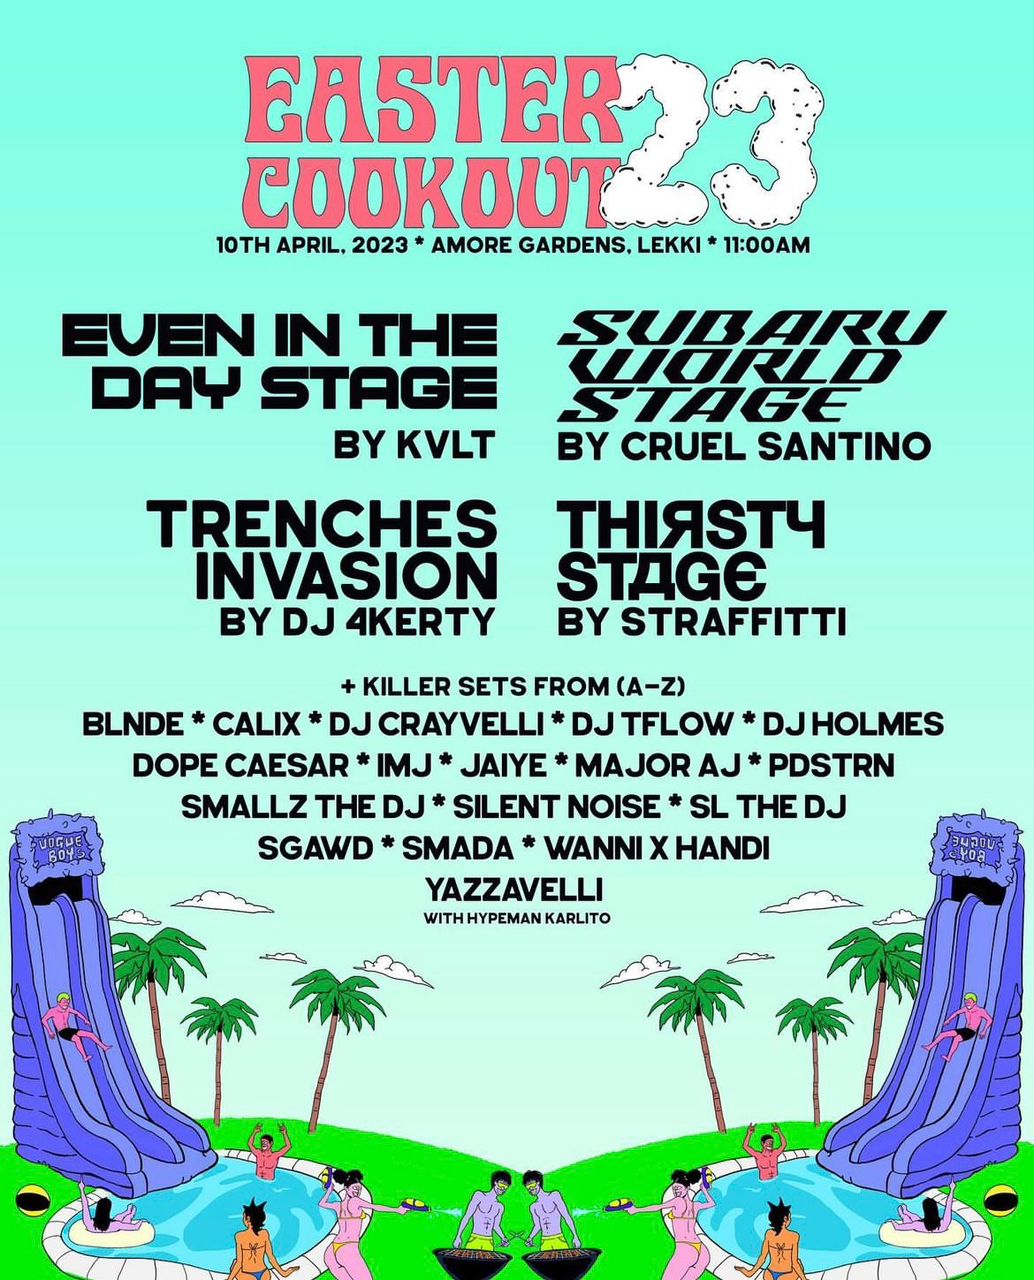 EASTER 23
COOKOUT
10TH APRIL, 2023 * AMORE GARDENS, LEKKI * 11:00AM
EVEN IN THE
DAY STAGE
BY KVLT
SUBARU
WORLD
STAGE
BY CRUEL SANTINO
TRENCHES
INVASION
BY DJ 4KERTY
THIRSTY
STAGE
BY STRAFFITTI
+ KILLER SETS FROM (A-Z)
BLNDE * CALIX * DJ CRAYVELLI * DJ TFLOW * DJ HOLMES
DOPE CAESAR * IMJ * JAIYE * MAJOR AJ * PDSTRN
SMALLZ THE DJ * SILENT NOISE * SL THE DJ
SGAWD * SMADA * WANNI X HANDI
YAZZAVELLI
WITH HYPEMAN KARLITO
VOGUE
BOYS
VOGUE
BOY